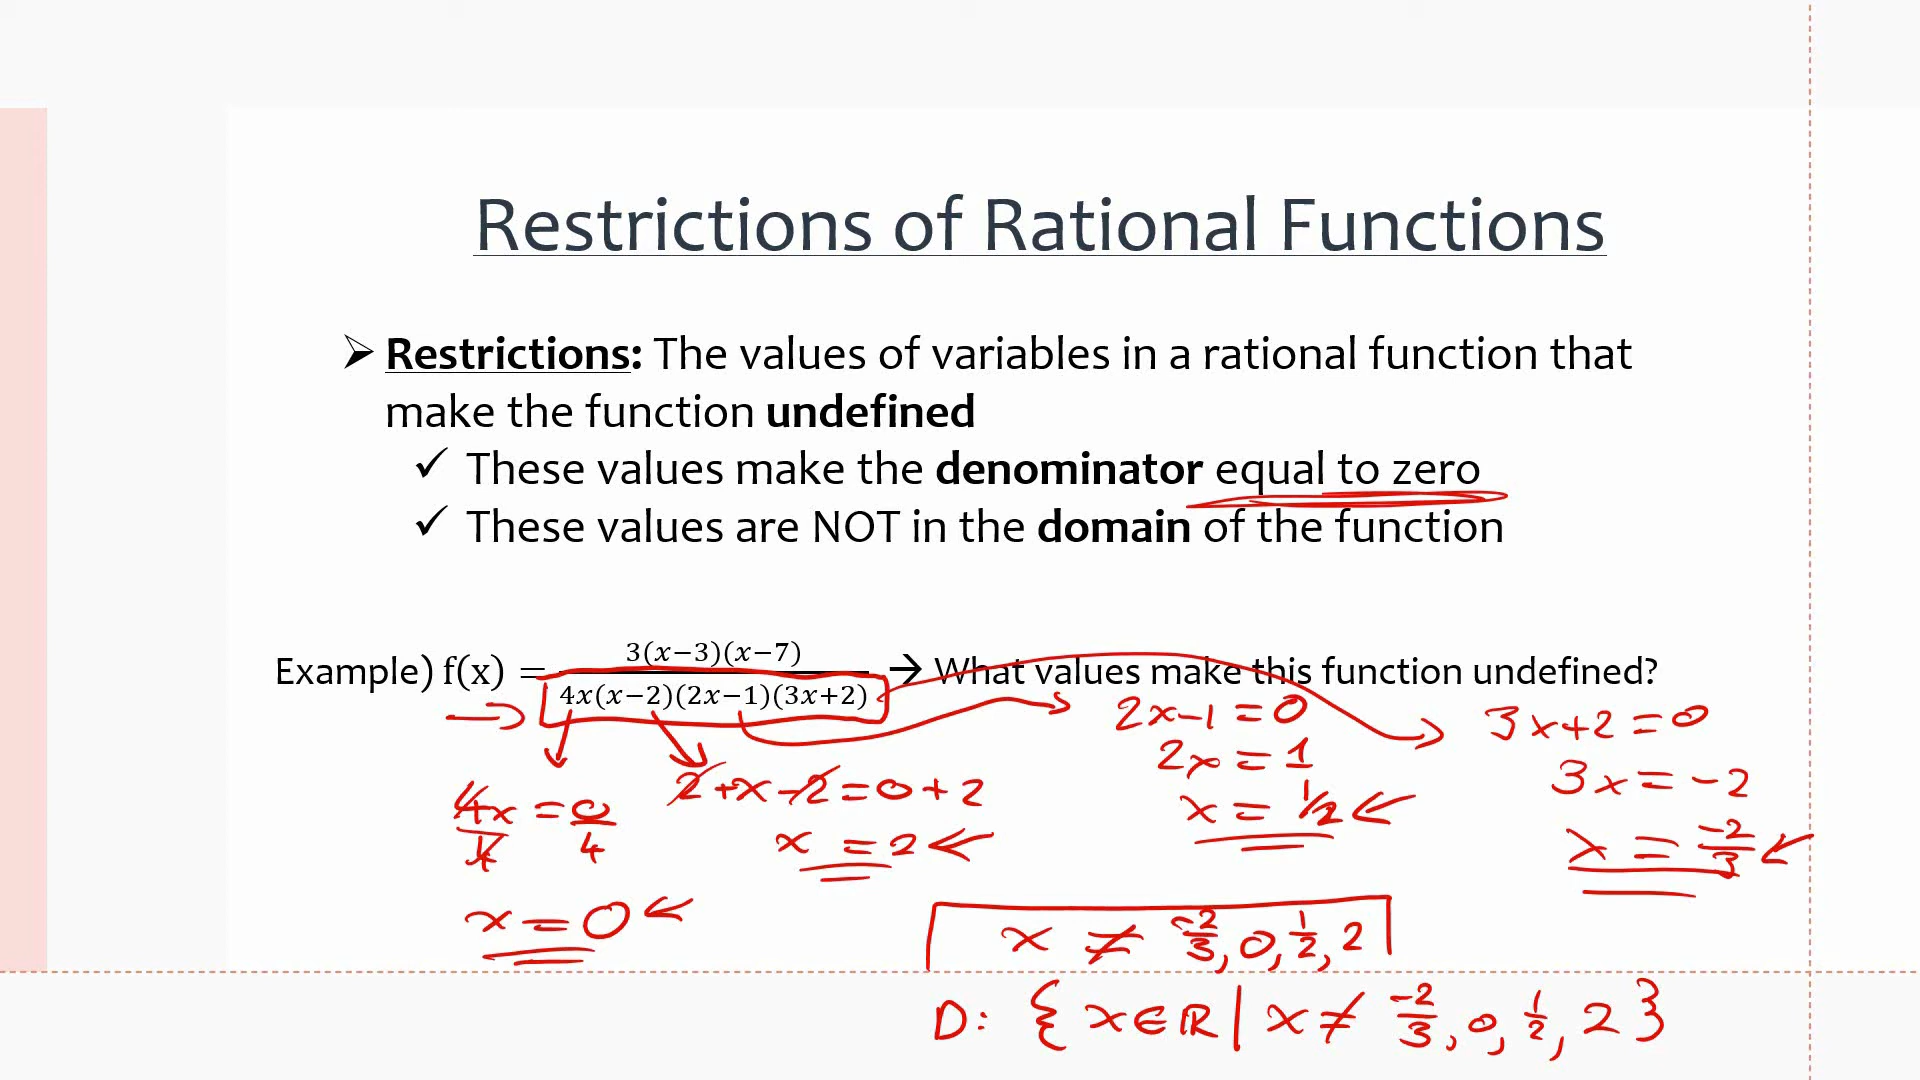 Restrictions of Rational Functions
➢ Restrictions: The values of variables in a rational function that
make the function undefined
✓ These values make the denominator equal to zero
✓ These values are NOT in the domain of the function
Example) f(x) = 3(x−3)(x−7) / 4x(x−2)(2x−1)(3x+2) → What values make this function undefined?
4x/4 = 0/4
x = 0
2+x−2=0+2
x = 2
2x−1=0
2x = 1
x = 1/2
3x+2=0
3x=−2
x = −2/3
x ≠ −2/3, 0, 1/2, 2
D: {x∈ℝ | x≠ −2/3, 0, 1/2, 2}